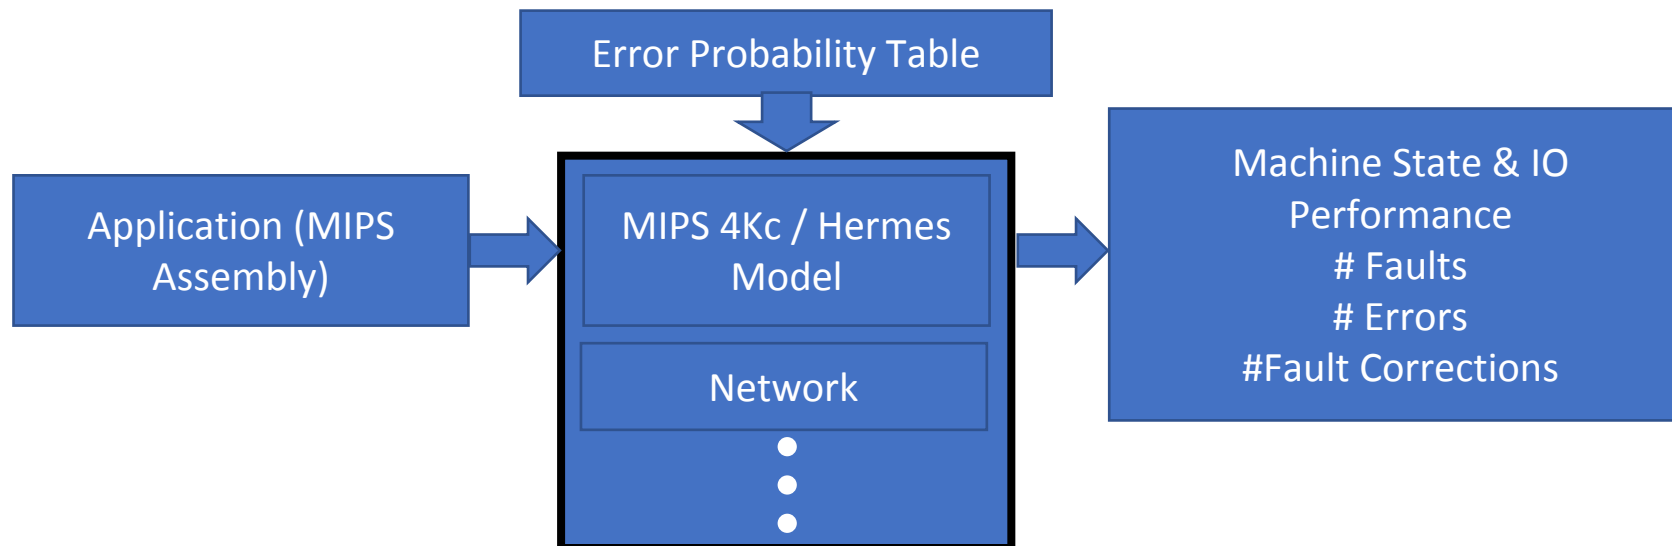 Error Probability Table
Application (MIPS
Assembly)
MIPS 4Kc / Hermes
Model
Network
Machine State & IO
Performance
# Faults
# Errors
#Fault Corrections